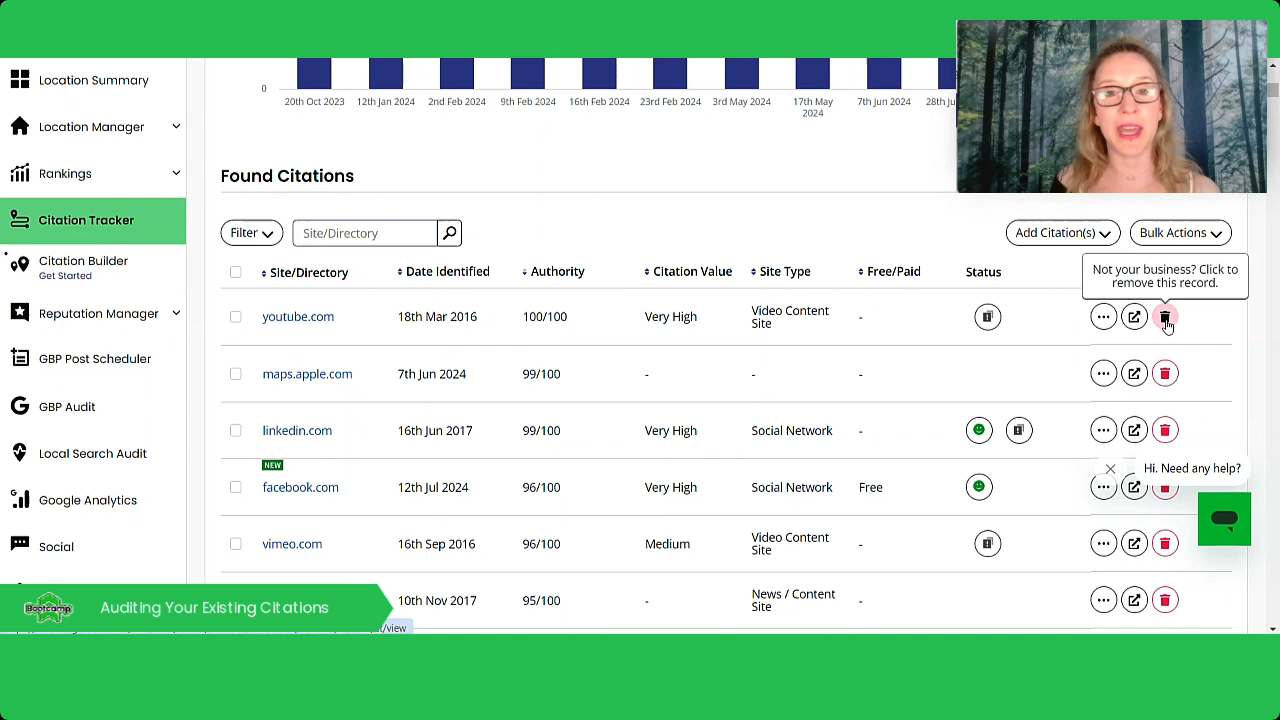 Location Summary
Location Manager
Rankings
Citation Tracker
Citation Builder
Get Started
Reputation Manager
GBP Post Scheduler
GBP Audit
Local Search Audit
Google Analytics
Social
0
20th Oct 2023 12th Jan 2024 2nd Feb 2024 9th Feb 2024 16th Feb 2024 23rd Feb 2024 3rd May 2024 17th May 2024 7th Jun 2024 28th Ju
Found Citations
Filter Site/Directory Add Citation(s) Bulk Actions
Site/Directory Date Identified Authority Citation Value Site Type Free/Paid Status
Not your business? Click to
remove this record.
youtube.com 18th Mar 2016 100/100 Very High Video Content Site -
maps.apple.com 7th Jun 2024 99/100 - - -
linkedin.com 16th Jun 2017 99/100 Very High Social Network -
NEW
facebook.com 12th Jul 2024 96/100 Very High Social Network Free
Hi. Need any help?
vimeo.com 16th Sep 2016 96/100 Medium Video Content Site -
10th Nov 2017 95/100 - News / Content Site -
Bootcamp
Auditing Your Existing Citations
/view